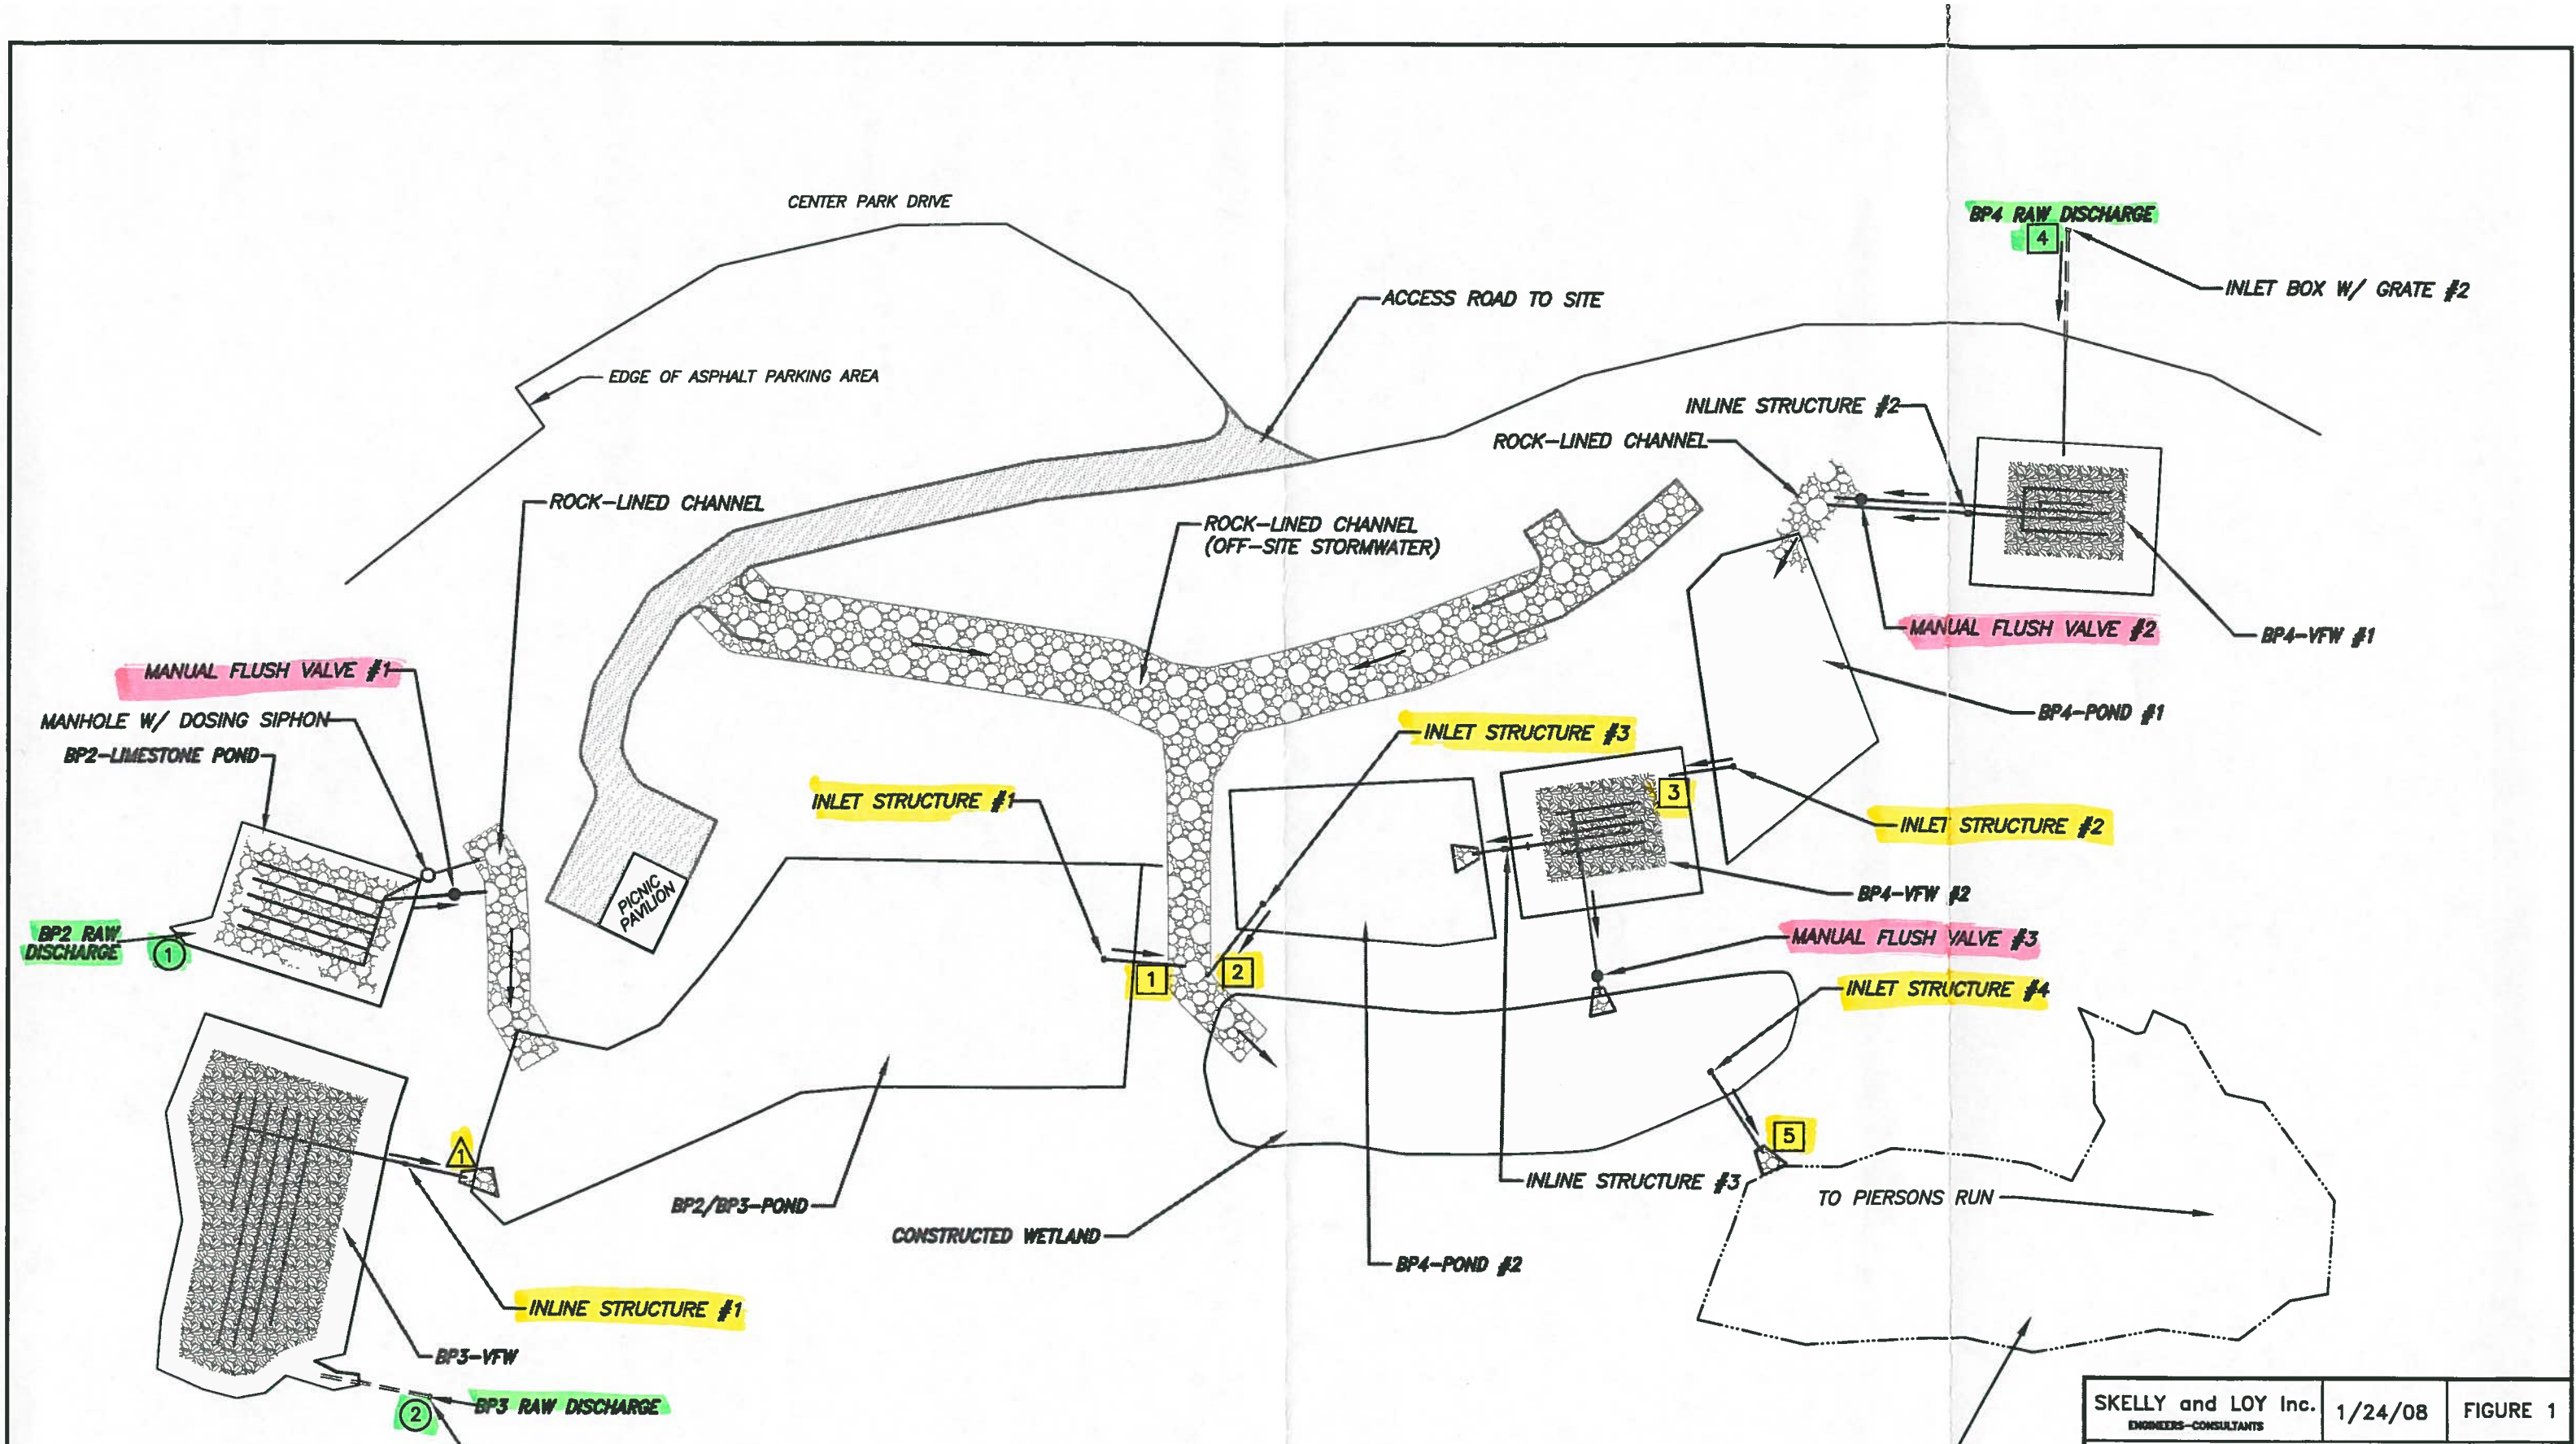 CENTER PARK DRIVE
BP4 RAW DISCHARGE
4
INLET BOX W/ GRATE #2
ACCESS ROAD TO SITE
EDGE OF ASPHALT PARKING AREA
INLINE STRUCTURE #2
ROCK-LINED CHANNEL
ROCK-LINED CHANNEL
ROCK-LINED CHANNEL
(OFF-SITE STORMWATER)
MANUAL FLUSH VALVE #2
BP4-VFW #1
MANUAL FLUSH VALVE #1
MANHOLE W/ DOSING SIPHON
BP2-LIMESTONE POND
BP4-POND #1
INLET STRUCTURE #3
INLET STRUCTURE #1
3
INLET STRUCTURE #2
PICNIC
PAVILION
BP4-VFW #2
BP2 RAW
DISCHARGE
1
MANUAL FLUSH VALVE #3
1
2
INLET STRUCTURE #4
1
5
INLINE STRUCTURE #3
TO PIERSONS RUN
BP2/BP3-POND
CONSTRUCTED WETLAND
BP4-POND #2
INLINE STRUCTURE #1
BP3-VFW
BP3 RAW DISCHARGE
2
SKELLY and LOY Inc.
ENGINEERS-CONSULTANTS
1/24/08
FIGURE 1